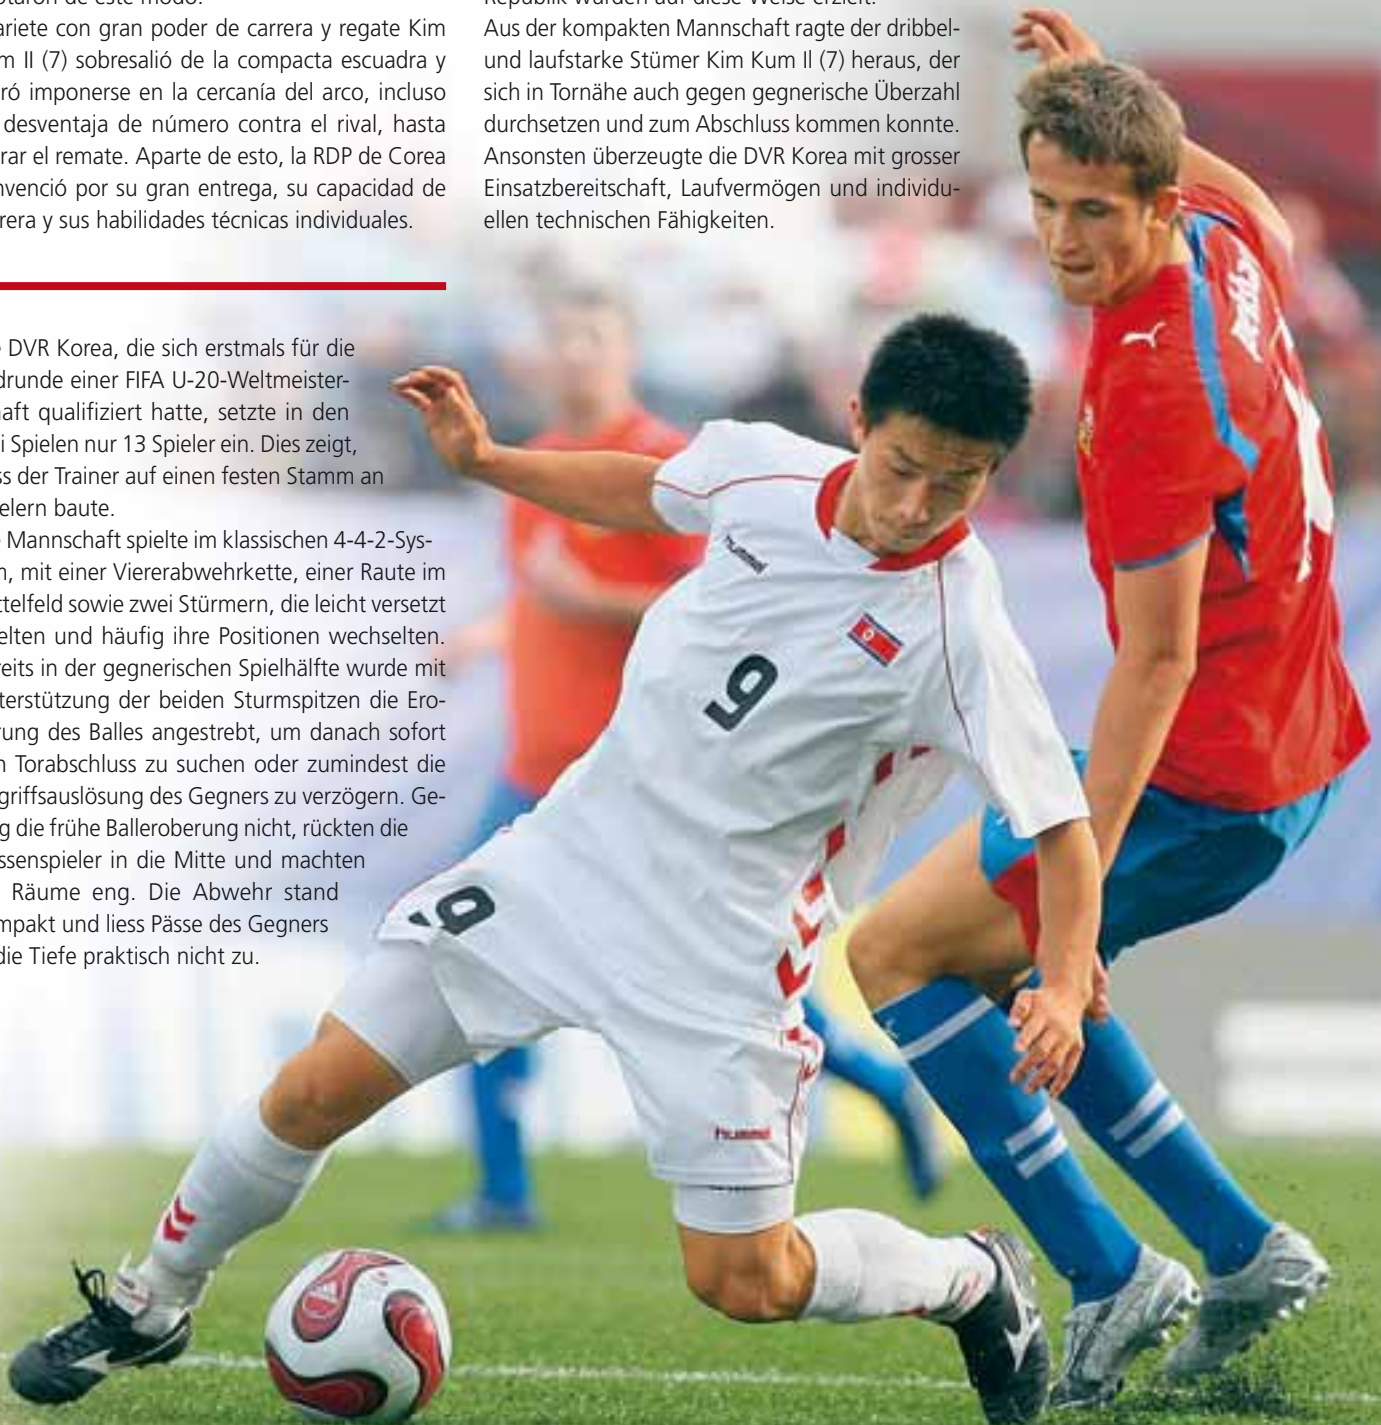 otaron de este modo.
ariete con gran poder de carrera y regate Kim
m Il (7) sobresalió de la compacta escuadra y
ró imponerse en la cercanía del arco, incluso
desventaja de número contra el rival, hasta
rar el remate. Aparte de esto, la RDP de Corea
nvenció por su gran entrega, su capacidad de
rrera y sus habilidades técnicas individuales.
Republik wurden auf diese Weise erzielt.
Aus der kompakten Mannschaft ragte der dribbel-
und laufstarke Stümer Kim Kum Il (7) heraus, der
sich in Tornähe auch gegen gegnerische Überzahl
durchsetzen und zum Abschluss kommen konnte.
Ansonsten überzeugte die DVR Korea mit grosser
Einsatzbereitschaft, Laufvermögen und individu-
ellen technischen Fähigkeiten.
e DVR Korea, die sich erstmals für die
drunde einer FIFA U-20-Weltmeister-
haft qualifiziert hatte, setzte in den
i Spielen nur 13 Spieler ein. Dies zeigt,
ss der Trainer auf einen festen Stamm an
elern baute.
e Mannschaft spielte im klassischen 4-4-2-Sys-
m, mit einer Viererabwehrkette, einer Raute im
ttelfeld sowie zwei Stürmern, die leicht versetzt
elten und häufig ihre Positionen wechselten.
reits in der gegnerischen Spielhälfte wurde mit
terstützung der beiden Sturmspitzen die Ero-
rung des Balles angestrebt, um danach sofort
n Torabschluss zu suchen oder zumindest die
griffsauslösung des Gegners zu verzögern. Ge-
g die frühe Balleroberung nicht, rückten die
ssenspieler in die Mitte und machten
Räume eng. Die Abwehr stand
mpakt und liess Pässe des Gegners
die Tiefe praktisch nicht zu.
hummel
9
9
hummel